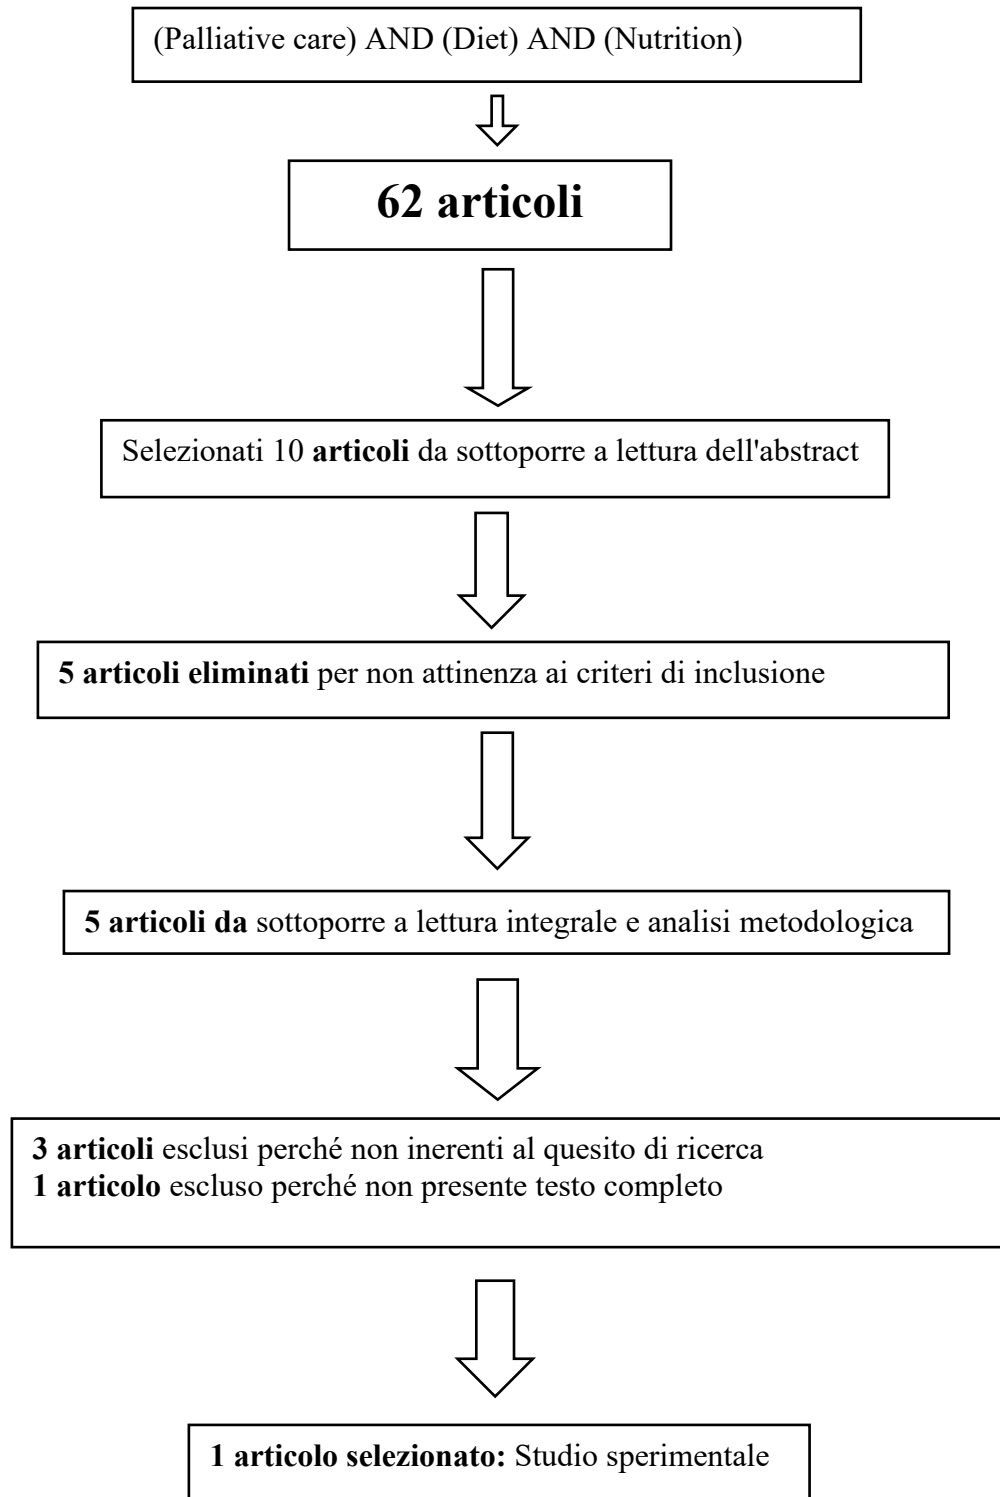 (Palliative care) AND (Diet) AND (Nutrition)
62 articoli
Selezionati 10 articoli da sottoporre a lettura dell'abstract
5 articoli eliminati per non attinenza ai criteri di inclusione
5 articoli da sottoporre a lettura integrale e analisi metodologica
3 articoli esclusi perché non inerenti al quesito di ricerca
1 articolo escluso perché non presente testo completo
1 articolo selezionato: Studio sperimentale